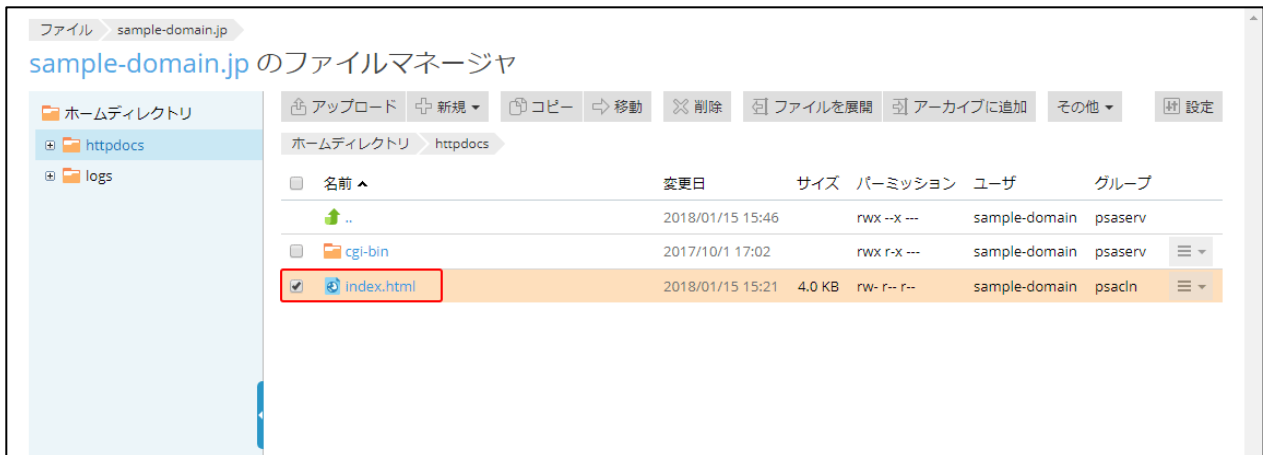 ファイル sample-domain.jp
sample-domain.jp のファイルマネージャ
ホームディレクトリ
httpdocs
logs
アップロード 新規 コピー 移動 削除 ファイルを展開 アーカイブに追加 その他 設定
ホームディレクトリ httpdocs
名前 変更日 サイズ パーミッション ユーザ グループ
.. 2018/01/15 15:46 rwx --x --- sample-domain psaserv
cgi-bin 2017/10/1 17:02 rwx r-x --- sample-domain psaserv
index.html 2018/01/15 15:21 4.0 KB rw- r-- r-- sample-domain psacln